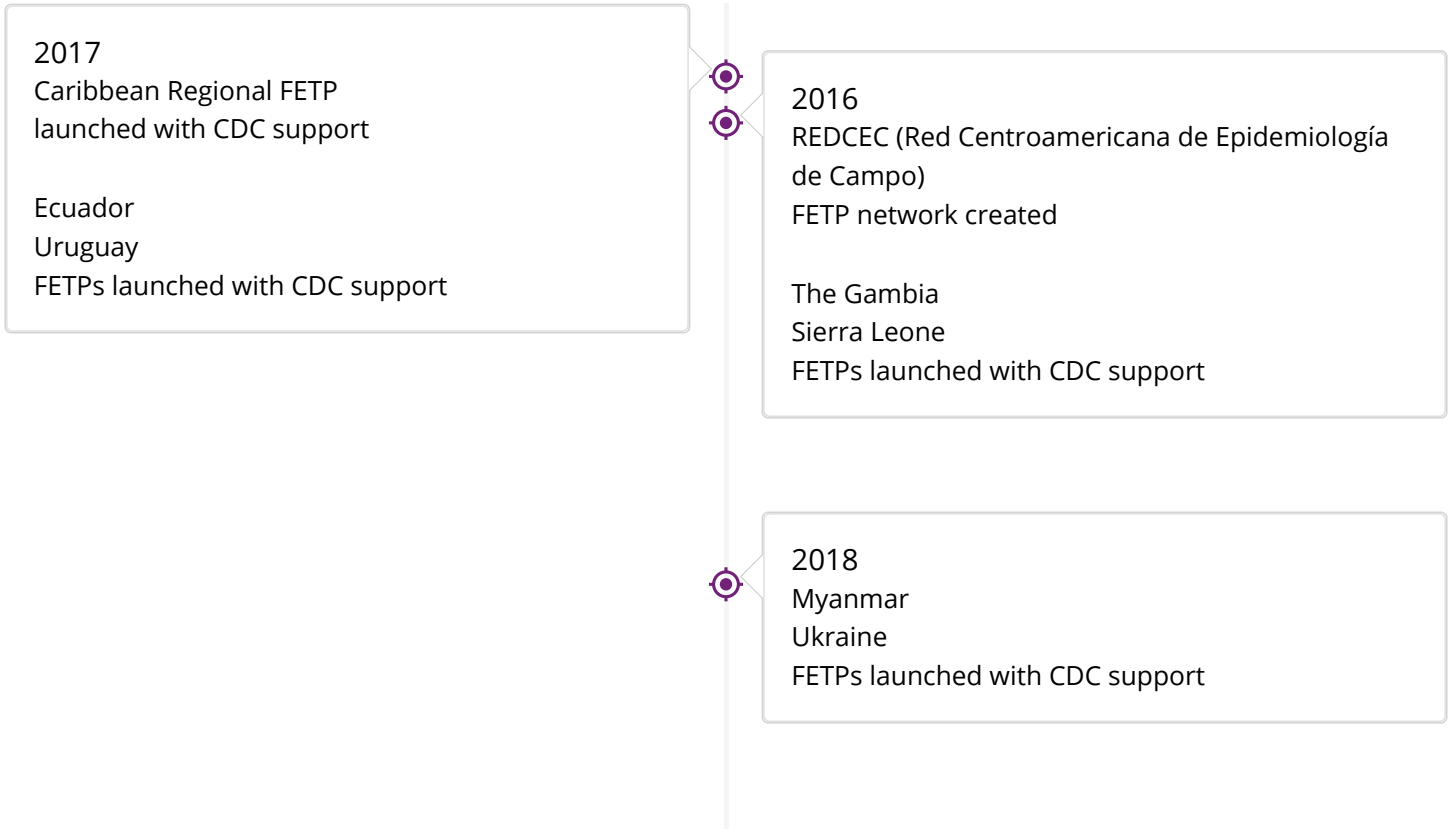 2017
Caribbean Regional FETP
launched with CDC support
Ecuador
Uruguay
FETPs launched with CDC support
2016
REDCEC (Red Centroamericana de Epidemiología
de Campo)
FETP network created
The Gambia
Sierra Leone
FETPs launched with CDC support
2018
Myanmar
Ukraine
FETPs launched with CDC support